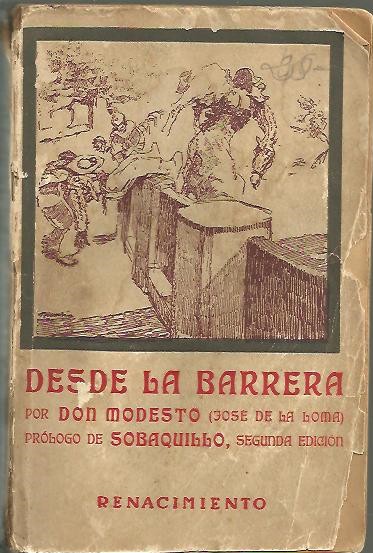 DESDE LA BARRERA
POR DON MODESTO (JOSE DE LA LOMA)
PRÓLOGO DE SOBAQUILLO, SEGUNDA EDICIÓN
RENACIMIENTO